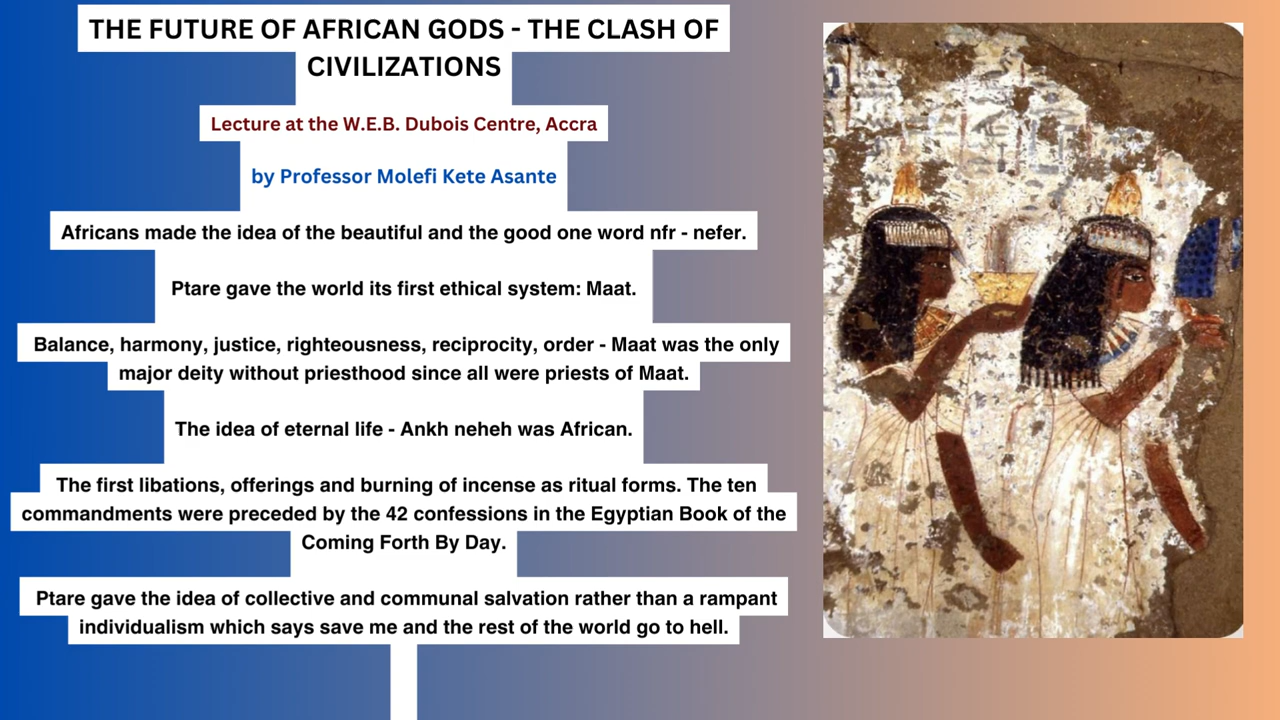 THE FUTURE OF AFRICAN GODS - THE CLASH OF
CIVILIZATIONS
Lecture at the W.E.B. Dubois Centre, Accra
by Professor Molefi Kete Asante
Africans made the idea of the beautiful and the good one word nfr - nefer.
Ptare gave the world its first ethical system: Maat.
Balance, harmony, justice, righteousness, reciprocity, order - Maat was the only
major deity without priesthood since all were priests of Maat.
The idea of eternal life - Ankh neheh was African.
The first libations, offerings and burning of incense as ritual forms. The ten
commandments were preceded by the 42 confessions in the Egyptian Book of the
Coming Forth By Day.
Ptare gave the idea of collective and communal salvation rather than a rampant
individualism which says save me and the rest of the world go to hell.